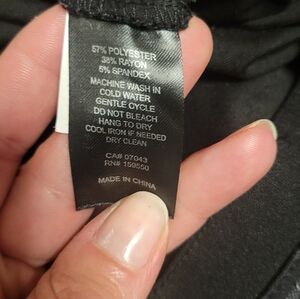 57% POLYESTER
38% RAYON
5% SPANDEX
MACHINE WASH IN
COLD WATER
GENTLE CYCLE
DO NOT BLEACH
HANG TO DRY
COOL IRON IF NEEDED
DRY CLEAN
CA# 07043
RN# 159550
MADE IN CHINA